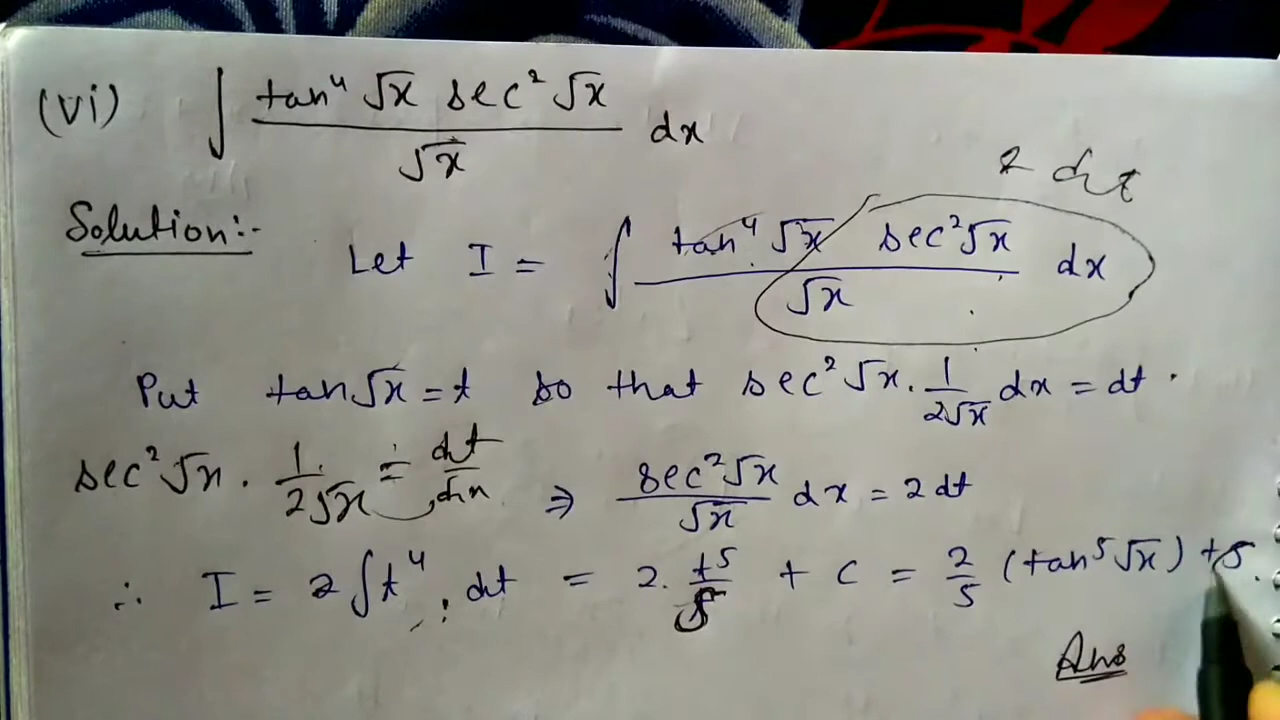 (vi) ∫ tan⁴ √x sec² √x / √x dx
2 dt
Solution:- Let I = ∫ tan⁴ √x sec² √x / √x dx
Put tan √x = t so that sec² √x . 1/2√x dx = dt .
sec² √x . 1/2√x = dt/dx ⇒ sec² √x / √x dx = 2 dt
∴ I = 2 ∫ t⁴ . dt = 2 . t⁵/5 + c = 2/5 (tan⁵ √x) +
Ans